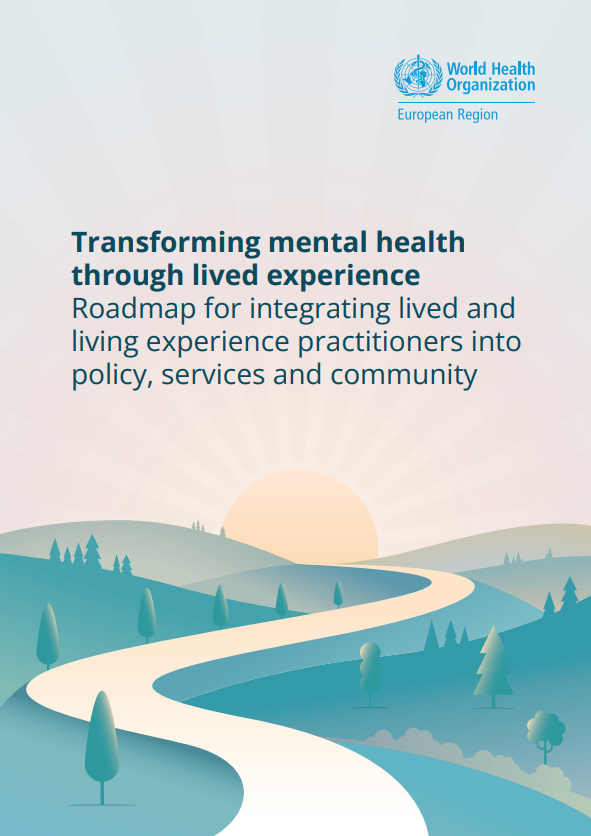 World Health
Organization
European Region
Transforming mental health
through lived experience
Roadmap for integrating lived and
living experience practitioners into
policy, services and community